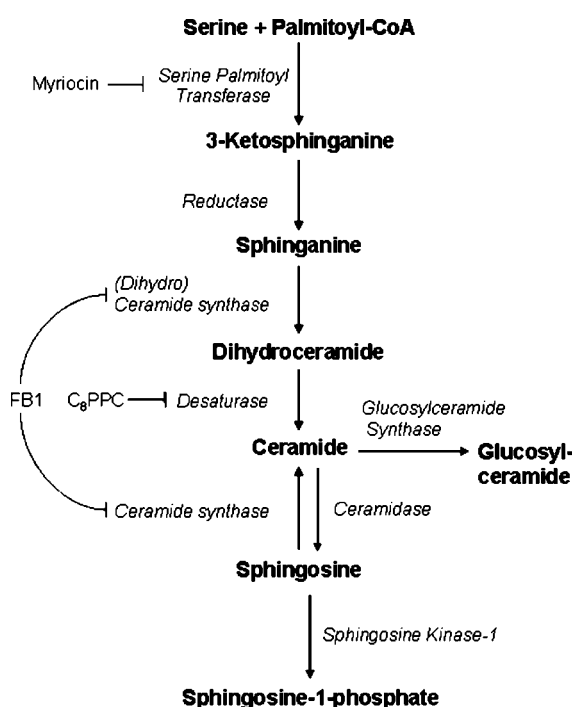 Serine + Palmitoyl-CoA
Myriocin
Serine Palmitoyl
Transferase
3-Ketosphinganine
Reductase
Sphinganine
(Dihydro)
Ceramide synthase
Dihydroceramide
FB1
C₈PPC
Desaturase
Glucosylceramide
Synthase
Ceramide
Glucosyl-
ceramide
Ceramide synthase
Ceramidase
Sphingosine
Sphingosine Kinase-1
Sphingosine-1-phosphate